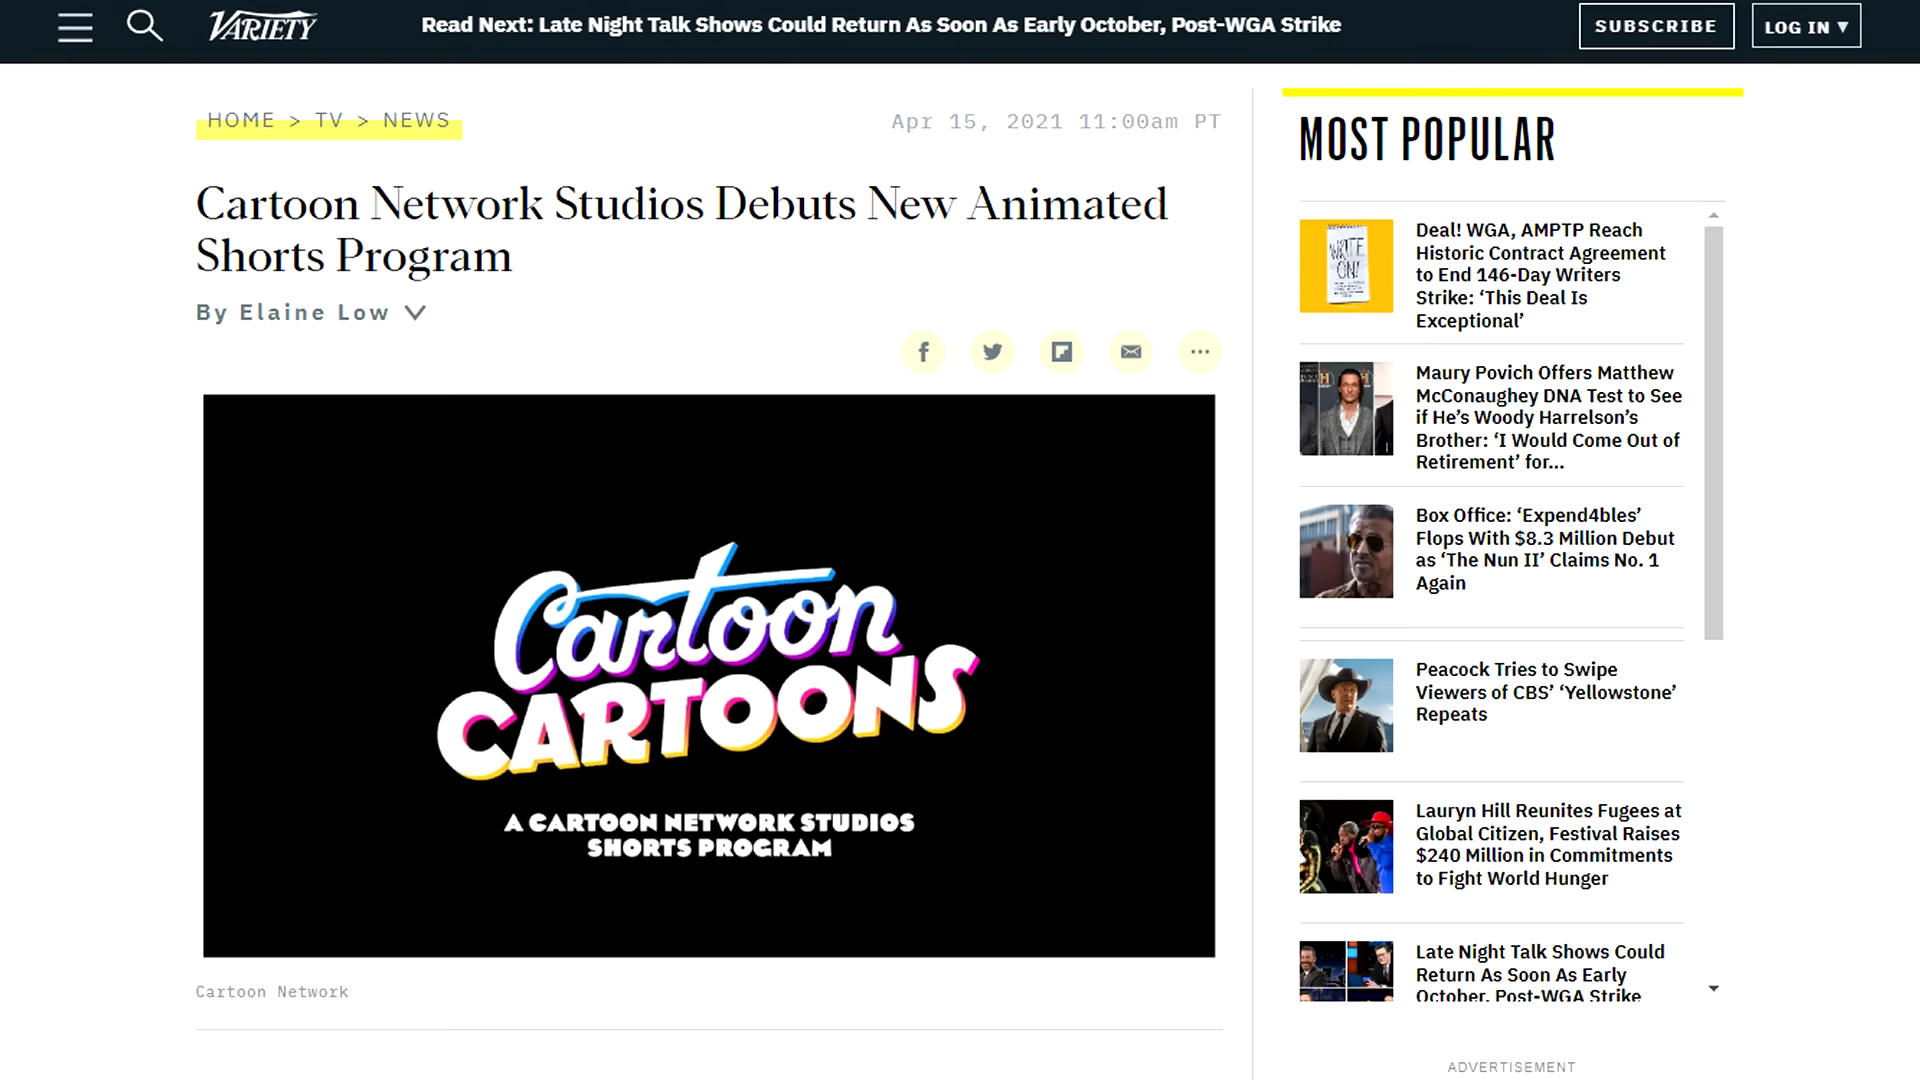 VARIETY
Read Next: Late Night Talk Shows Could Return As Soon As Early October, Post-WGA Strike
SUBSCRIBE
LOG IN ▼
HOME > TV > NEWS
Apr 15, 2021 11:00am PT
Cartoon Network Studios Debuts New Animated
Shorts Program
By Elaine Low
Cartoon
CARTOONS
A CARTOON NETWORK STUDIOS
SHORTS PROGRAM
Cartoon Network
MOST POPULAR
WRITE
ON!
Deal! WGA, AMPTP Reach
Historic Contract Agreement
to End 146-Day Writers
Strike: ‘This Deal Is
Exceptional’
Maury Povich Offers Matthew
McConaughey DNA Test to See
if He’s Woody Harrelson’s
Brother: ‘I Would Come Out of
Retirement’ for...
Box Office: ‘Expend4bles’
Flops With $8.3 Million Debut
as ‘The Nun II’ Claims No. 1
Again
Peacock Tries to Swipe
Viewers of CBS’ ‘Yellowstone’
Repeats
Lauryn Hill Reunites Fugees at
Global Citizen, Festival Raises
$240 Million in Commitments
to Fight World Hunger
Late Night Talk Shows Could
Return As Soon As Early
October, Post-WGA Strike
ADVERTISEMENT